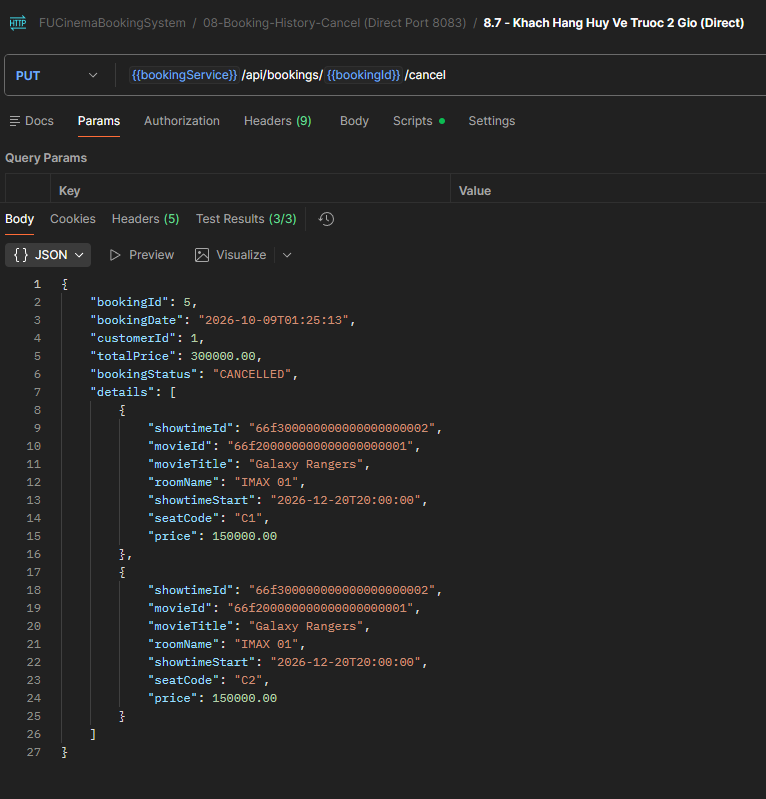 HTTP FUCinemaBookingSystem / 08-Booking-History-Cancel (Direct Port 8083) / 8.7 - Khach Hang Huy Ve Truoc 2 Gio (Direct)
PUT {{bookingService}} /api/bookings/ {{bookingId}} /cancel
Docs Params Authorization Headers (9) Body Scripts Settings
Query Params
Key Value
Body Cookies Headers (5) Test Results (3/3)
{} JSON Preview Visualize
1 {
2 "bookingId": 5,
3 "bookingDate": "2026-10-09T01:25:13",
4 "customerId": 1,
5 "totalPrice": 300000.00,
6 "bookingStatus": "CANCELLED",
7 "details": [
8 {
9 "showtimeId": "66f300000000000000000002",
10 "movieId": "66f200000000000000000001",
11 "movieTitle": "Galaxy Rangers",
12 "roomName": "IMAX 01",
13 "showtimeStart": "2026-12-20T20:00:00",
14 "seatCode": "C1",
15 "price": 150000.00
16 },
17 {
18 "showtimeId": "66f300000000000000000002",
19 "movieId": "66f200000000000000000001",
20 "movieTitle": "Galaxy Rangers",
21 "roomName": "IMAX 01",
22 "showtimeStart": "2026-12-20T20:00:00",
23 "seatCode": "C2",
24 "price": 150000.00
25 }
26 ]
27 }